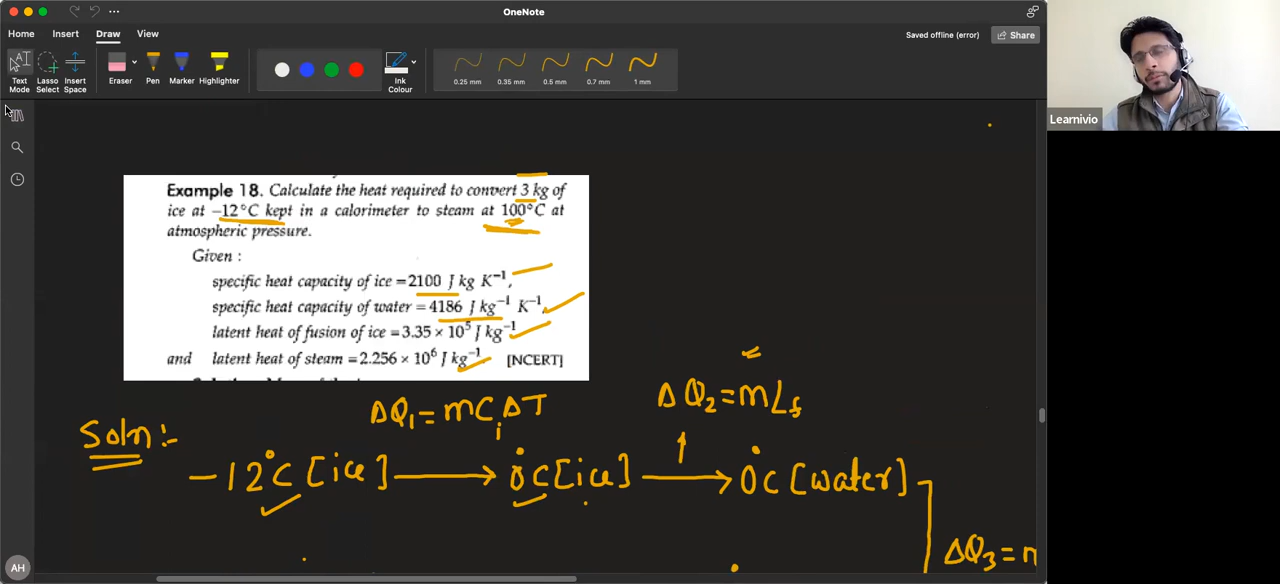 OneNote
Home Insert Draw View
Saved offline (error)
Share
Text Mode
Lasso Select
Insert Space
Eraser
Pen
Marker
Highlighter
Ink Colour
0.25 mm
0.35 mm
0.5 mm
0.7 mm
1 mm
Learnivio
Example 18. Calculate the heat required to convert 3 kg of
ice at −12°C kept in a calorimeter to steam at 100°C at
atmospheric pressure.
Given :
specific heat capacity of ice = 2100 J kg K⁻¹,
specific heat capacity of water = 4186 J kg⁻¹ K⁻¹,
latent heat of fusion of ice = 3.35 × 10⁵ J kg⁻¹
and latent heat of steam = 2.256 × 10⁶ J kg⁻¹ [NCERT]
ΔQ₂ = mL_f
ΔQ₁ = mC_iΔT
Soln :-
−12°C [ice] → 0°C [ice] → 0°C [water]
ΔQ₃ =
AH